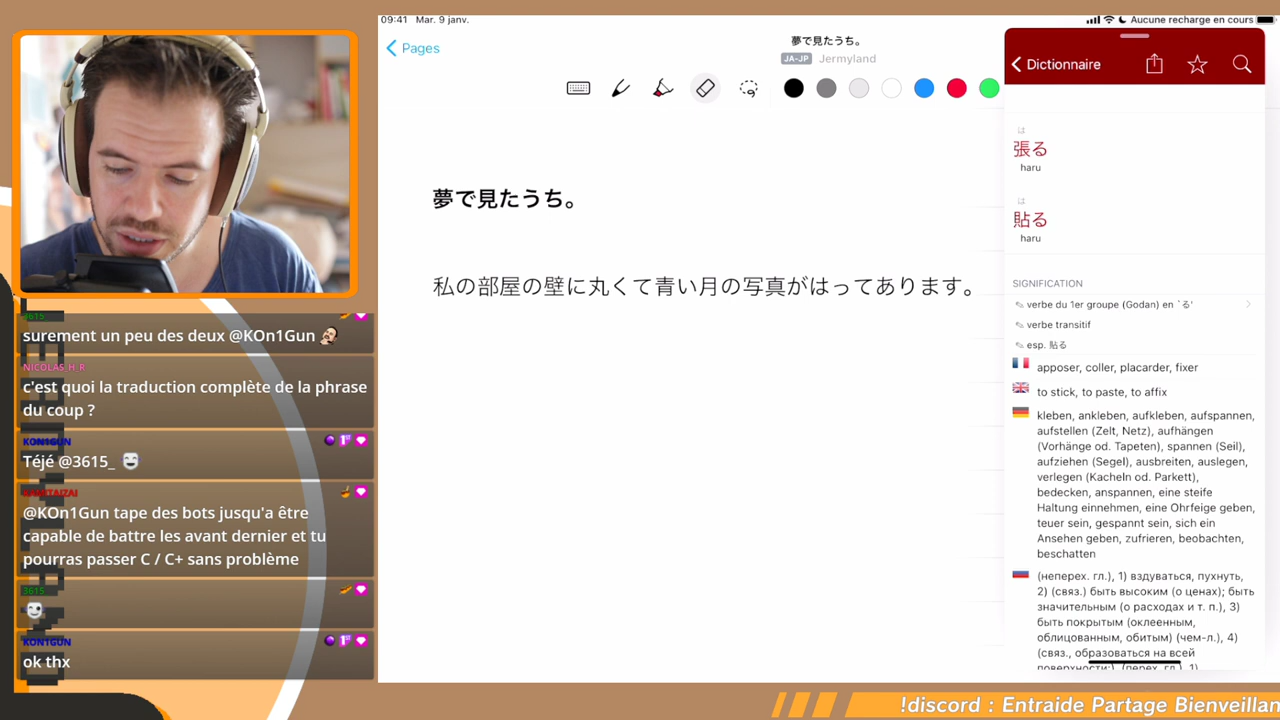 3615
surement un peu des deux @KOn1Gun
NICOLAS H R
c'est quoi la traduction complète de la phrase
du coup ?
KON1GUN
Téjé @3615_
@KOn1Gun tape des bots jusqu'a être
capable de battre les avant dernier et tu
pourras passer C / C+ sans problème
3615
KON1GUN
ok thx
09:41 Mar. 9 janv.
Aucune recharge en cours
Pages
夢で見たうち。
JA-JP Jermyland
夢で見たうち。
私の部屋の壁に丸くて青い月の写真がはってあります。
Dictionnaire
は
張る
haru
は
貼る
haru
SIGNIFICATION
verbe du 1er groupe (Godan) en ˋる'
verbe transitif
esp. 貼る
apposer, coller, placarder, fixer
to stick, to paste, to affix
kleben, ankleben, aufkleben, aufspannen,
aufstellen (Zelt, Netz), aufhängen
(Vorhänge od. Tapeten), spannen (Seil),
aufziehen (Segel), ausbreiten, auslegen,
verlegen (Kacheln od. Parkett),
bedecken, anspannen, eine steife
Haltung einnehmen, eine Ohrfeige geben,
teuer sein, gespannt sein, sich ein
Ansehen geben, zufrieren, beobachten,
beschatten
(неперех. гл.), 1) вздуваться, пухнуть,
2) (связ.) быть высоким (о ценах); быть
значительным (о расходах и т. п.), 3)
быть покрытым (оклеенным,
облицованным, обитым) (чем-л.), 4)
(связ., образоваться на всей
!discord : Entraide Partage Bienveillan